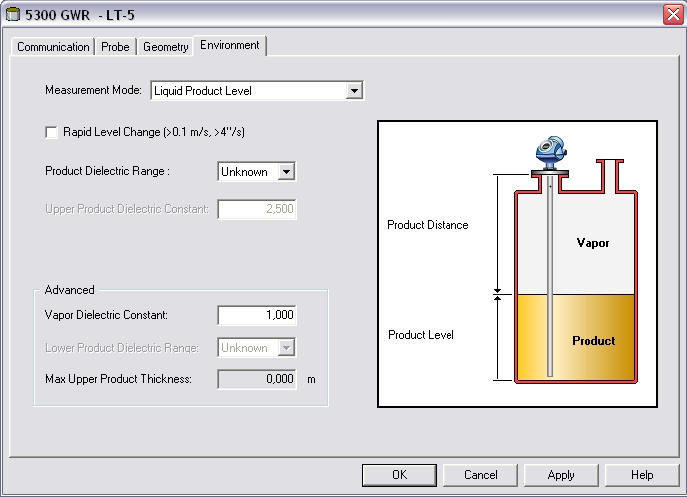 5300 GWR - LT-5
Communication Probe Geometry Environment
Measurement Mode: Liquid Product Level
Rapid Level Change (>0.1 m/s, >4"/s)
Product Dielectric Range : Unknown
Upper Product Dielectric Constant: 2,500
Advanced
Vapor Dielectric Constant: 1,000
Lower Product Dielectric Range: Unknown
Max Upper Product Thickness: 0,000 m
Product Distance
Vapor
Product Level
Product
OK Cancel Apply Help